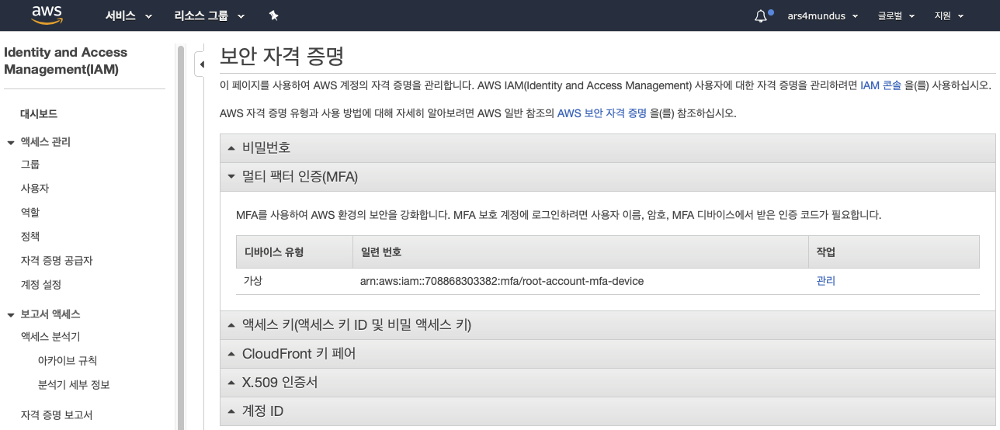 aws
서비스
리소스 그룹
ars4mundus
글로벌
지원
Identity and Access
Management(IAM)
대시보드
액세스 관리
그룹
사용자
역할
정책
자격 증명 공급자
계정 설정
보고서 액세스
액세스 분석기
아카이브 규칙
분석기 세부 정보
자격 증명 보고서
보안 자격 증명
이 페이지를 사용하여 AWS 계정의 자격 증명을 관리합니다. AWS IAM(Identity and Access Management) 사용자에 대한 자격 증명을 관리하려면 IAM 콘솔 을(를) 사용하십시오.
AWS 자격 증명 유형과 사용 방법에 대해 자세히 알아보려면 AWS 일반 참조의 AWS 보안 자격 증명 을(를) 참조하십시오.
비밀번호
멀티 팩터 인증(MFA)
MFA를 사용하여 AWS 환경의 보안을 강화합니다. MFA 보호 계정에 로그인하려면 사용자 이름, 암호, MFA 디바이스에서 받은 인증 코드가 필요합니다.
디바이스 유형 일련 번호 작업
가상 arn:aws:iam::708868303382:mfa/root-account-mfa-device 관리
액세스 키(액세스 키 ID 및 비밀 액세스 키)
CloudFront 키 페어
X.509 인증서
계정 ID